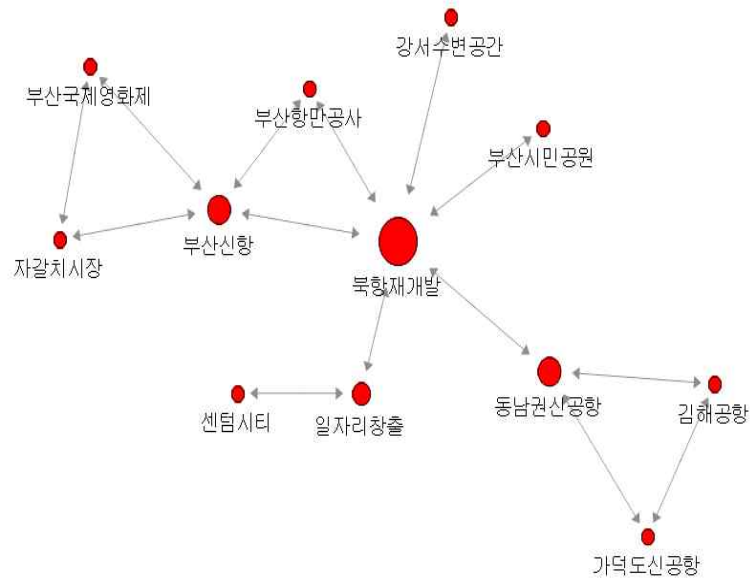 강서수변공간
부산국제영화제
부산항만공사
부산시민공원
부산신항
자갈치시장
북항재개발
동남권신공항
김해공항
센텀시티
일자리창출
가덕도신공항